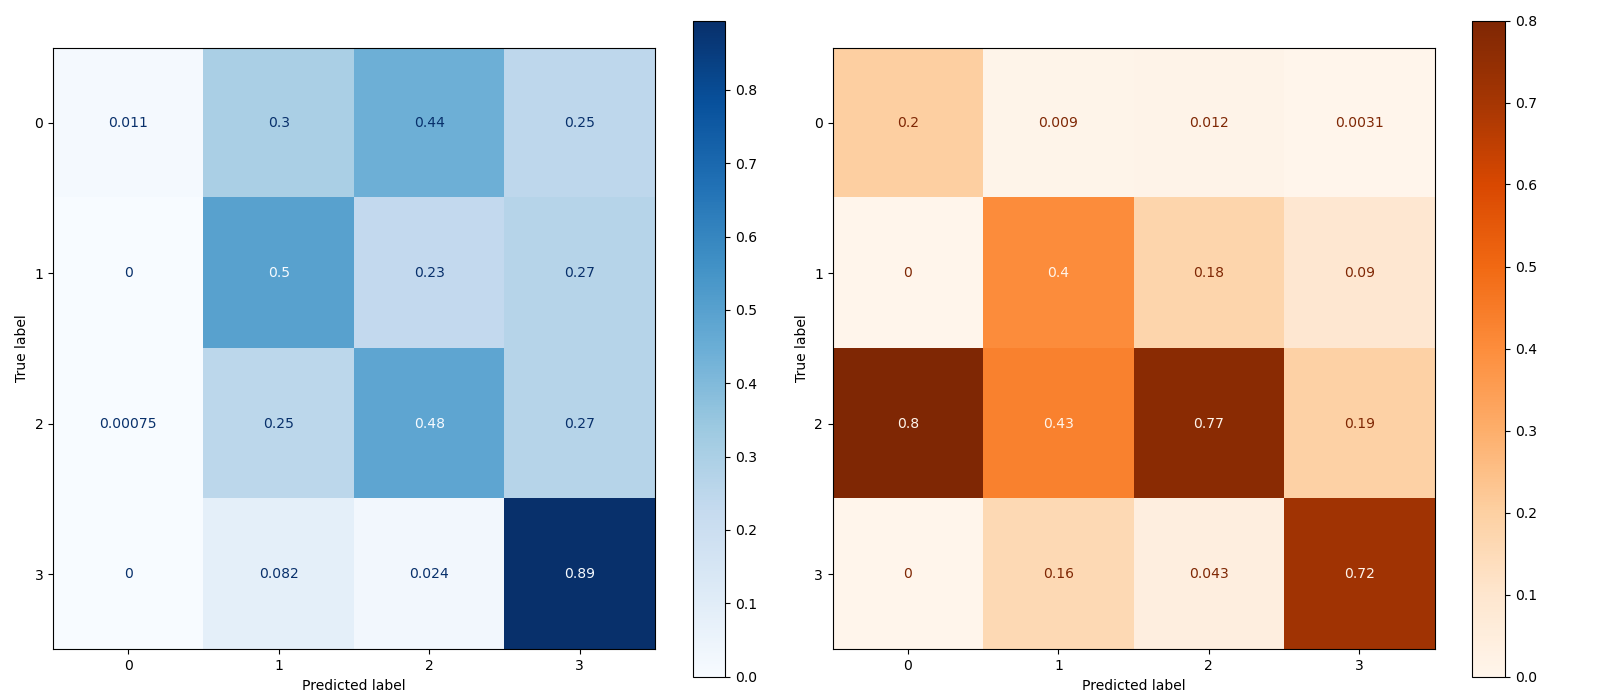 0 0.011 0.3 0.44 0.25
1 0 0.5 0.23 0.27
2 0.00075 0.25 0.48 0.27
3 0 0.082 0.024 0.89
0 1 2 3
True label
Predicted label
0.8
0.7
0.6
0.5
0.4
0.3
0.2
0.1
0.0
0 0.2 0.009 0.012 0.0031
1 0 0.4 0.18 0.09
2 0.8 0.43 0.77 0.19
3 0 0.16 0.043 0.72
0 1 2 3
True label
Predicted label
0.8
0.7
0.6
0.5
0.4
0.3
0.2
0.1
0.0